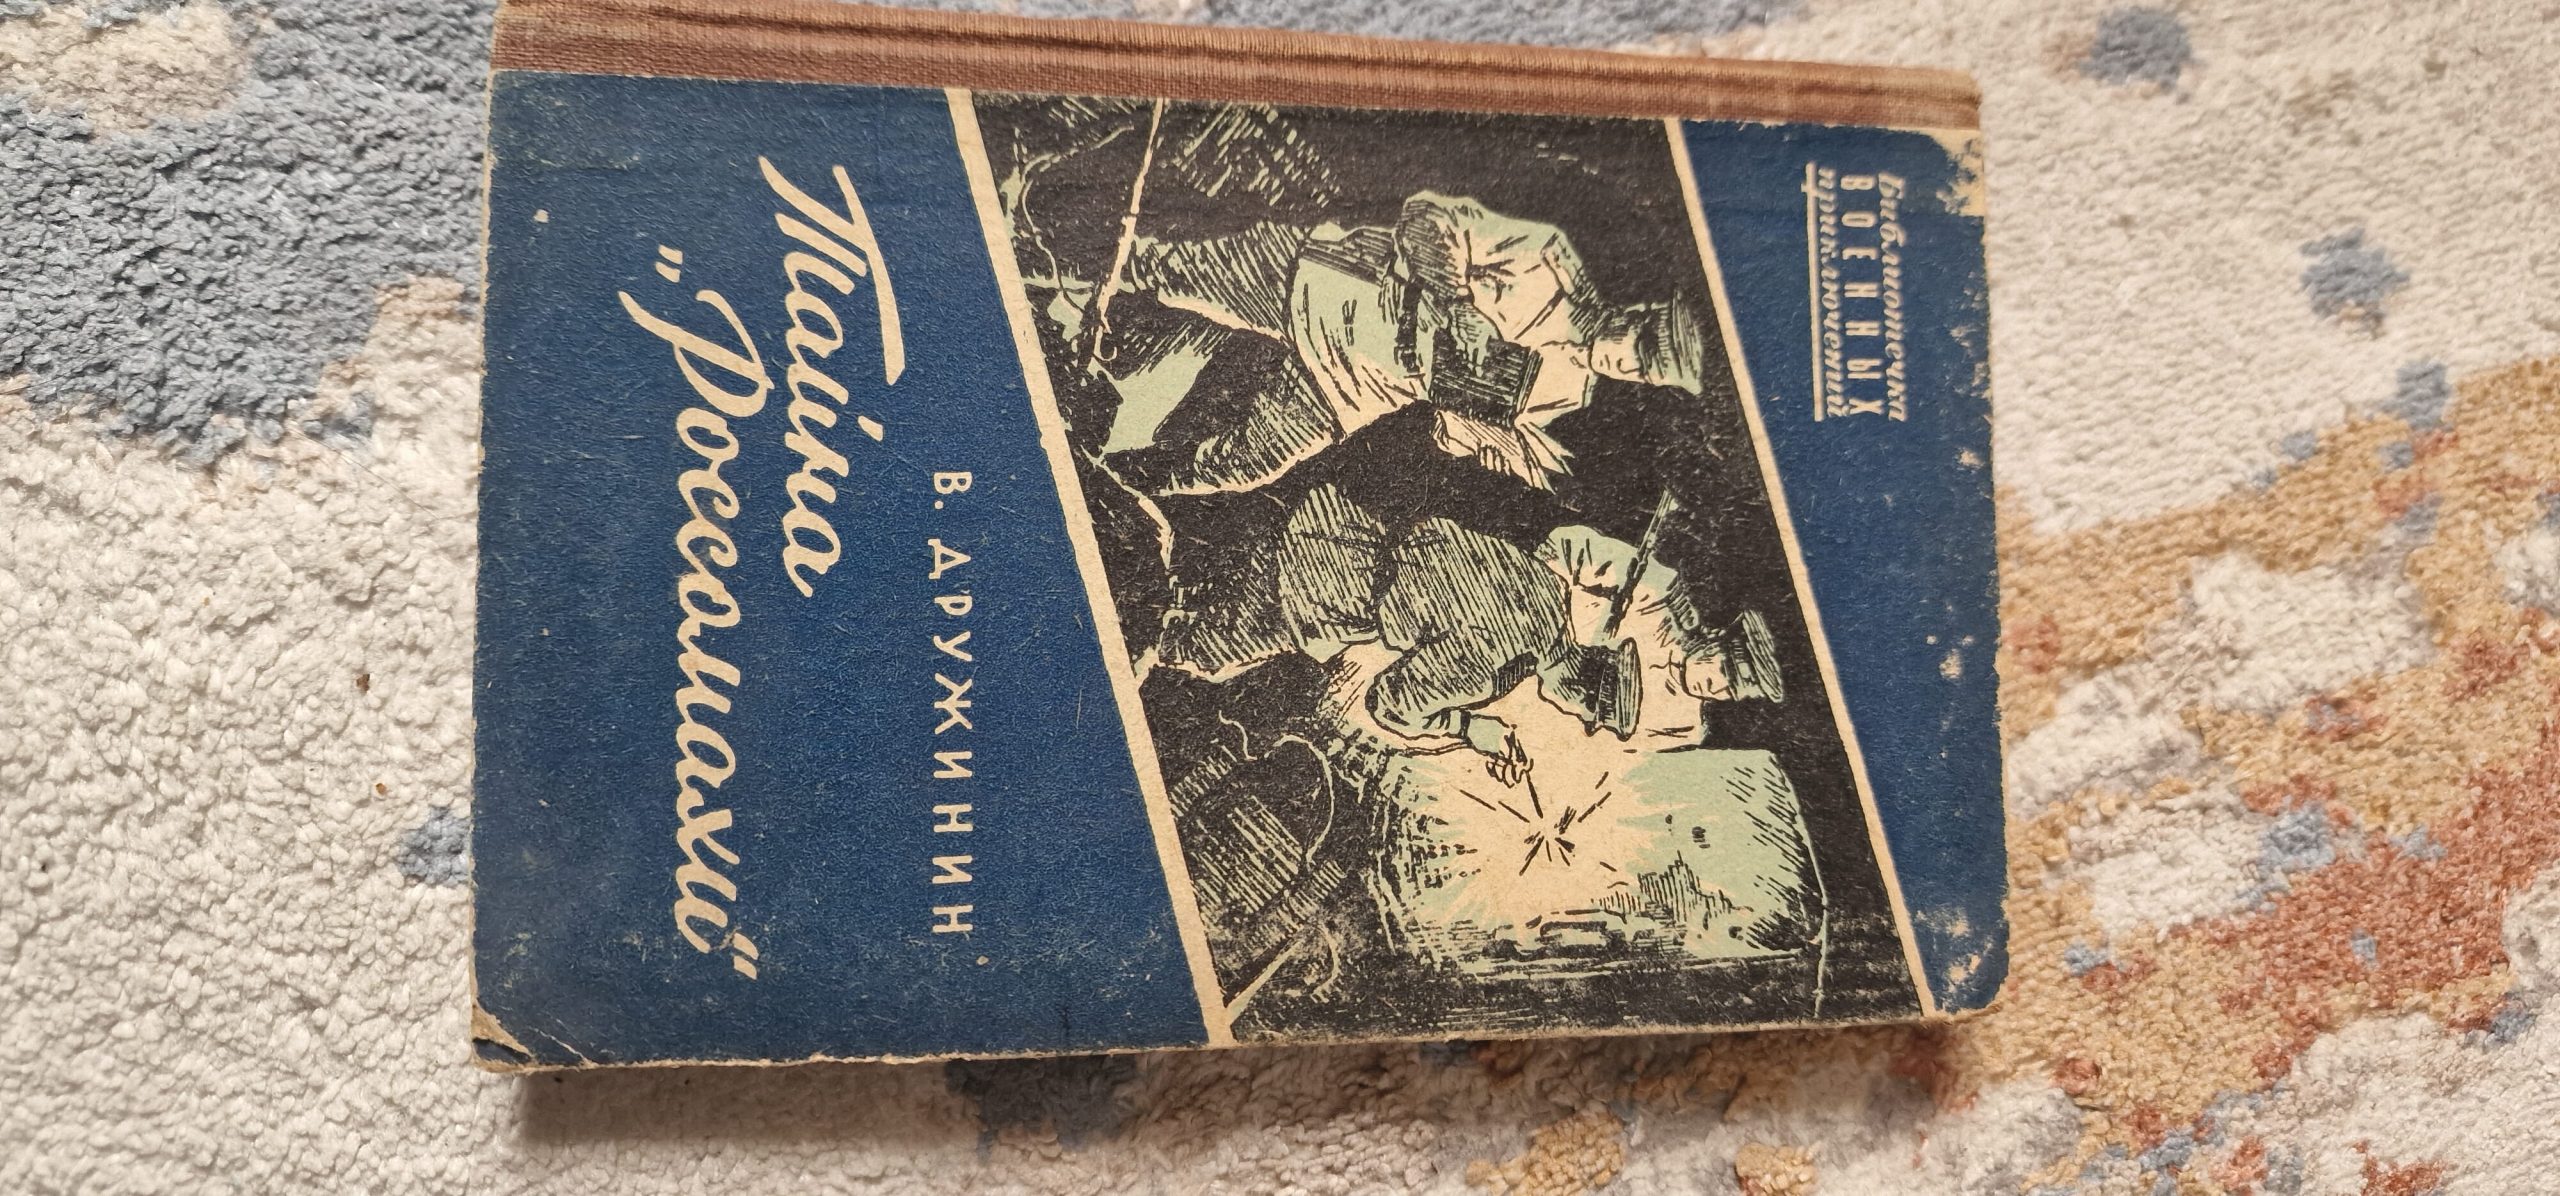 Библиотечка
ВОЕННЫХ
приключений
В. ДРУЖИНИН
Тайна
„Россомахи"